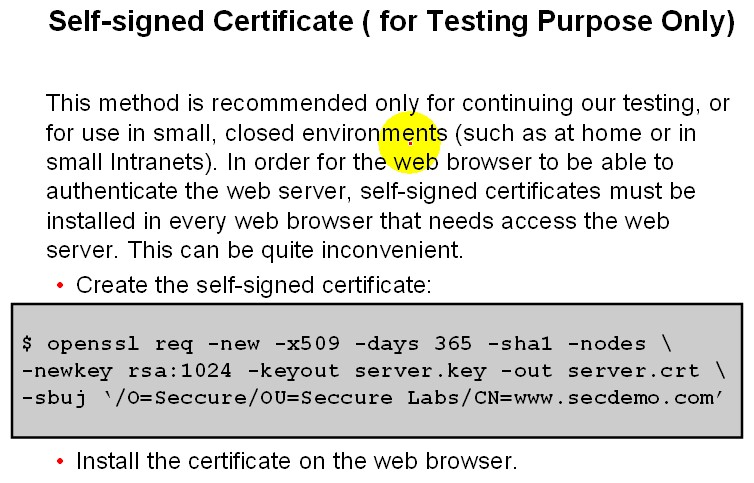 Self-signed Certificate ( for Testing Purpose Only)
This method is recommended only for continuing our testing, or
for use in small, closed environments (such as at home or in
small Intranets). In order for the web browser to be able to
authenticate the web server, self-signed certificates must be
installed in every web browser that needs access the web
server. This can be quite inconvenient.
• Create the self-signed certificate:
$ openssl req -new -x509 -days 365 -sha1 -nodes \
-newkey rsa:1024 -keyout server.key -out server.crt \
-sbuj ‘/O=Seccure/OU=Seccure Labs/CN=www.secdemo.com’
• Install the certificate on the web browser.